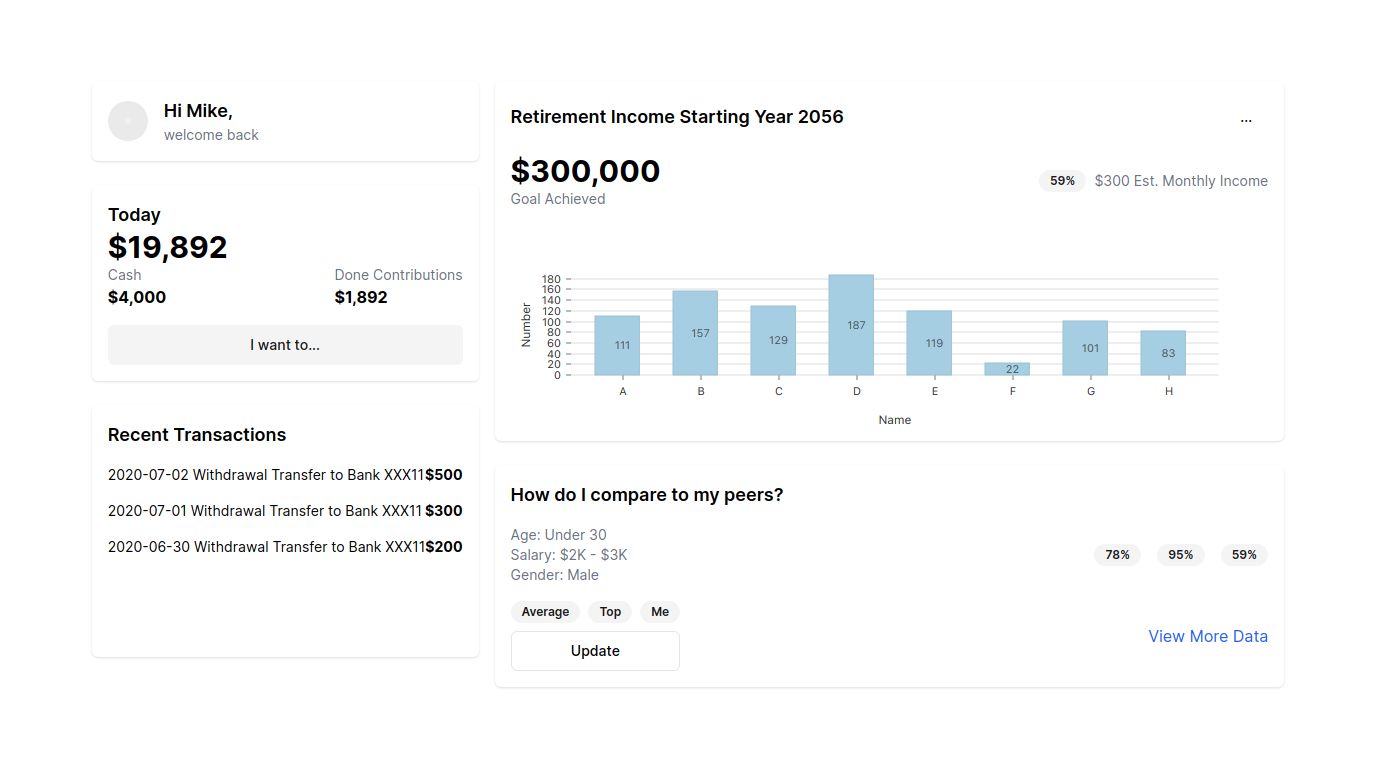 Hi Mike,
welcome back
Today
$19,892
Cash
$4,000
Done Contributions
$1,892
I want to...
Recent Transactions
2020-07-02 Withdrawal Transfer to Bank XXX11 $500
2020-07-01 Withdrawal Transfer to Bank XXX11 $300
2020-06-30 Withdrawal Transfer to Bank XXX11 $200
Retirement Income Starting Year 2056
...
$300,000
Goal Achieved
59% $300 Est. Monthly Income
Number
180
160
140
120
100
80
60
40
20
0
111 157 129 187 119 22 101 83
A B C D E F G H
Name
How do I compare to my peers?
Age: Under 30
Salary: $2K - $3K
Gender: Male
78% 95% 59%
Average Top Me
Update
View More Data